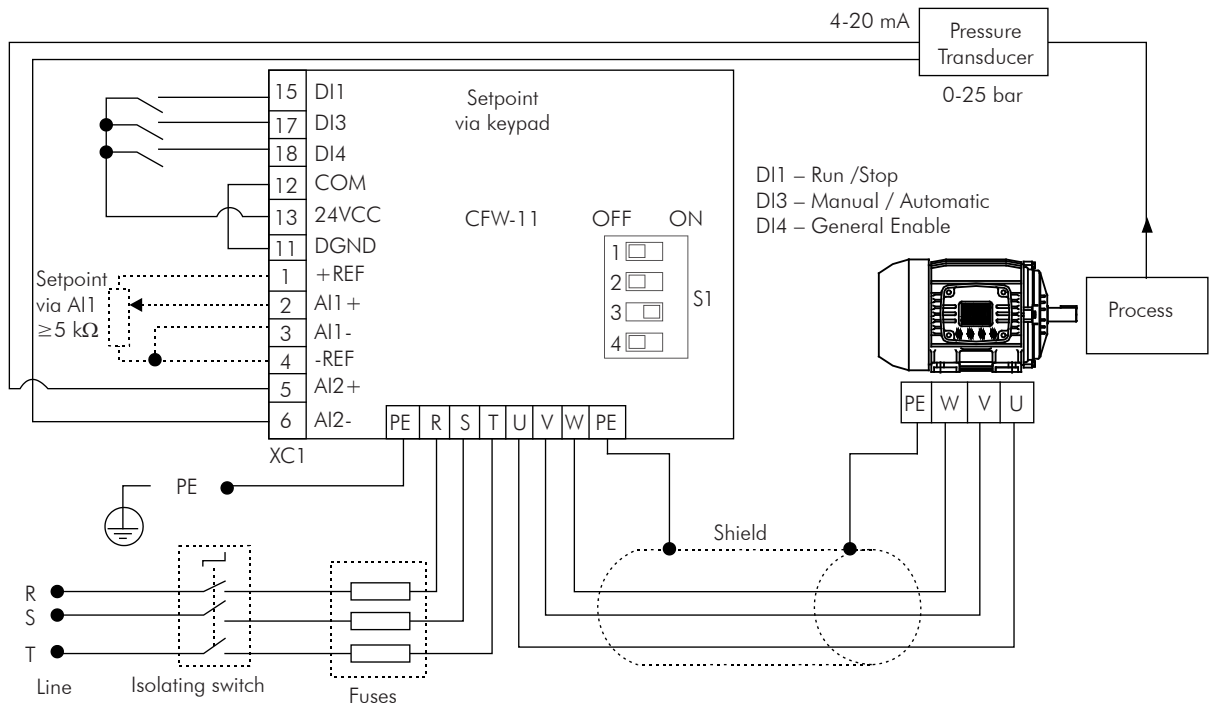 4-20 mA
Pressure
Transducer
0-25 bar
15 DI1
17 DI3
18 DI4
12 COM
13 24VCC
11 DGND
1 +REF
2 AI1+
3 AI1-
4 -REF
5 AI2+
6 AI2-
XC1
Setpoint
via keypad
CFW-11
OFF ON
1
2
3
4
S1
DI1 – Run /Stop
DI3 – Manual / Automatic
DI4 – General Enable
Setpoint
via AI1
≥5 kΩ
Process
PE R S T U V W PE
PE W V U
PE
Shield
R
S
T
Line
Isolating switch
Fuses